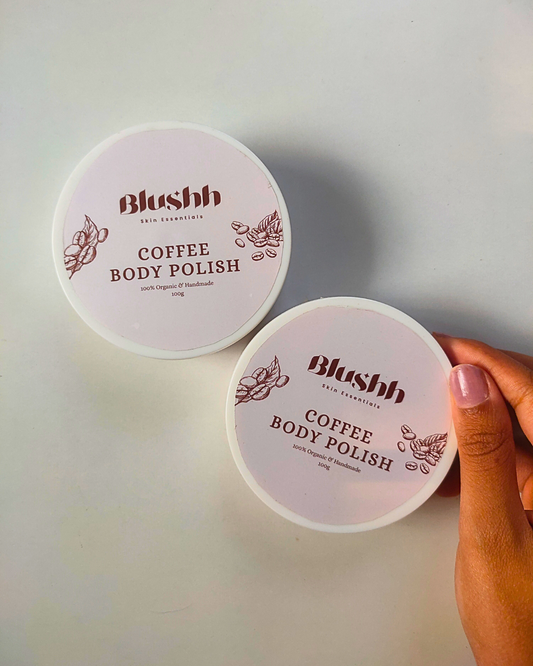 Blushh
Skin Essentials
COFFEE
BODY POLISH
100% Organic & Handmade
100g
Blushh
Skin Essentials
COFFEE
BODY POLISH
100% Organic & Handmade
100g